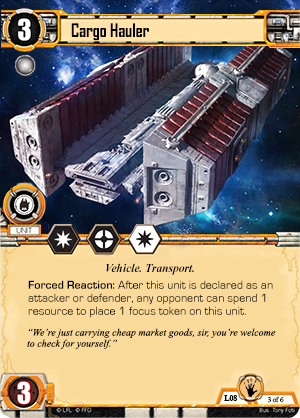 3
Cargo Hauler
UNIT
Vehicle. Transport.
Forced Reaction: After this unit is declared as an
attacker or defender, any opponent can spend 1
resource to place 1 focus token on this unit.
“We’re just carrying cheap market goods, sir, you’re welcome
to check for yourself.”
3
L08
3 of 6
© LFL © FFG
Illus. Tony Foti